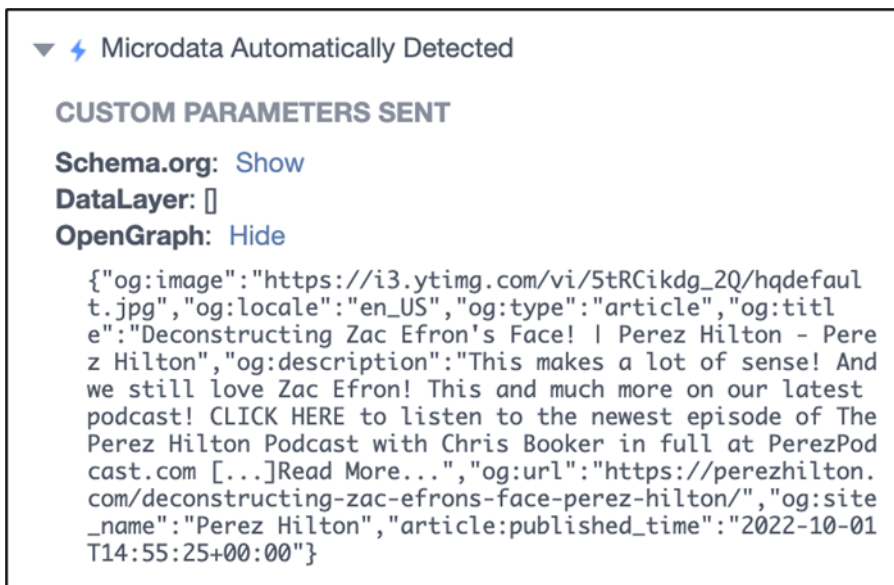 Microdata Automatically Detected
CUSTOM PARAMETERS SENT
Schema.org: Show
DataLayer: []
OpenGraph: Hide
{"og:image":"https://i3.ytimg.com/vi/5tRCikdg_2Q/hqdefaul
t.jpg","og:locale":"en_US","og:type":"article","og:titl
e":"Deconstructing Zac Efron's Face! | Perez Hilton - Pere
z Hilton","og:description":"This makes a lot of sense! And
we still love Zac Efron! This and much more on our latest
podcast! CLICK HERE to listen to the newest episode of The
Perez Hilton Podcast with Chris Booker in full at PerezPod
cast.com [...]Read More...","og:url":"https://perezhilton.
com/deconstructing-zac-efrons-face-perez-hilton/","og:site
_name":"Perez Hilton","article:published_time":"2022-10-01
T14:55:25+00:00"}